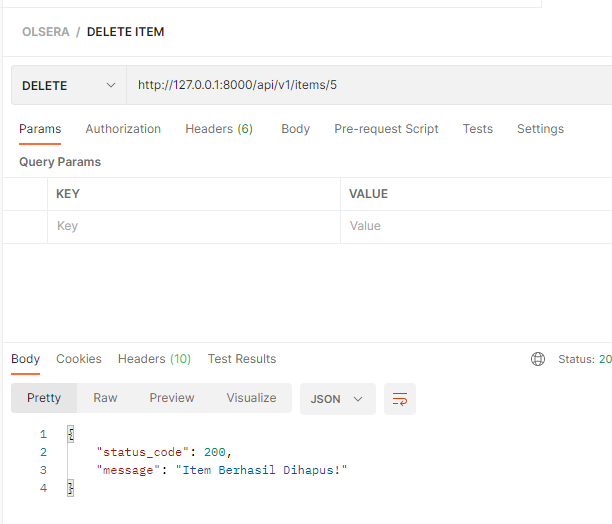 OLSERA / DELETE ITEM
DELETE http://127.0.0.1:8000/api/v1/items/5
Params Authorization Headers (6) Body Pre-request Script Tests Settings
Query Params
KEY VALUE
Key Value
Body Cookies Headers (10) Test Results Status: 20
Pretty Raw Preview Visualize JSON
1 {
2 "status_code": 200,
3 "message": "Item Berhasil Dihapus!"
4 }